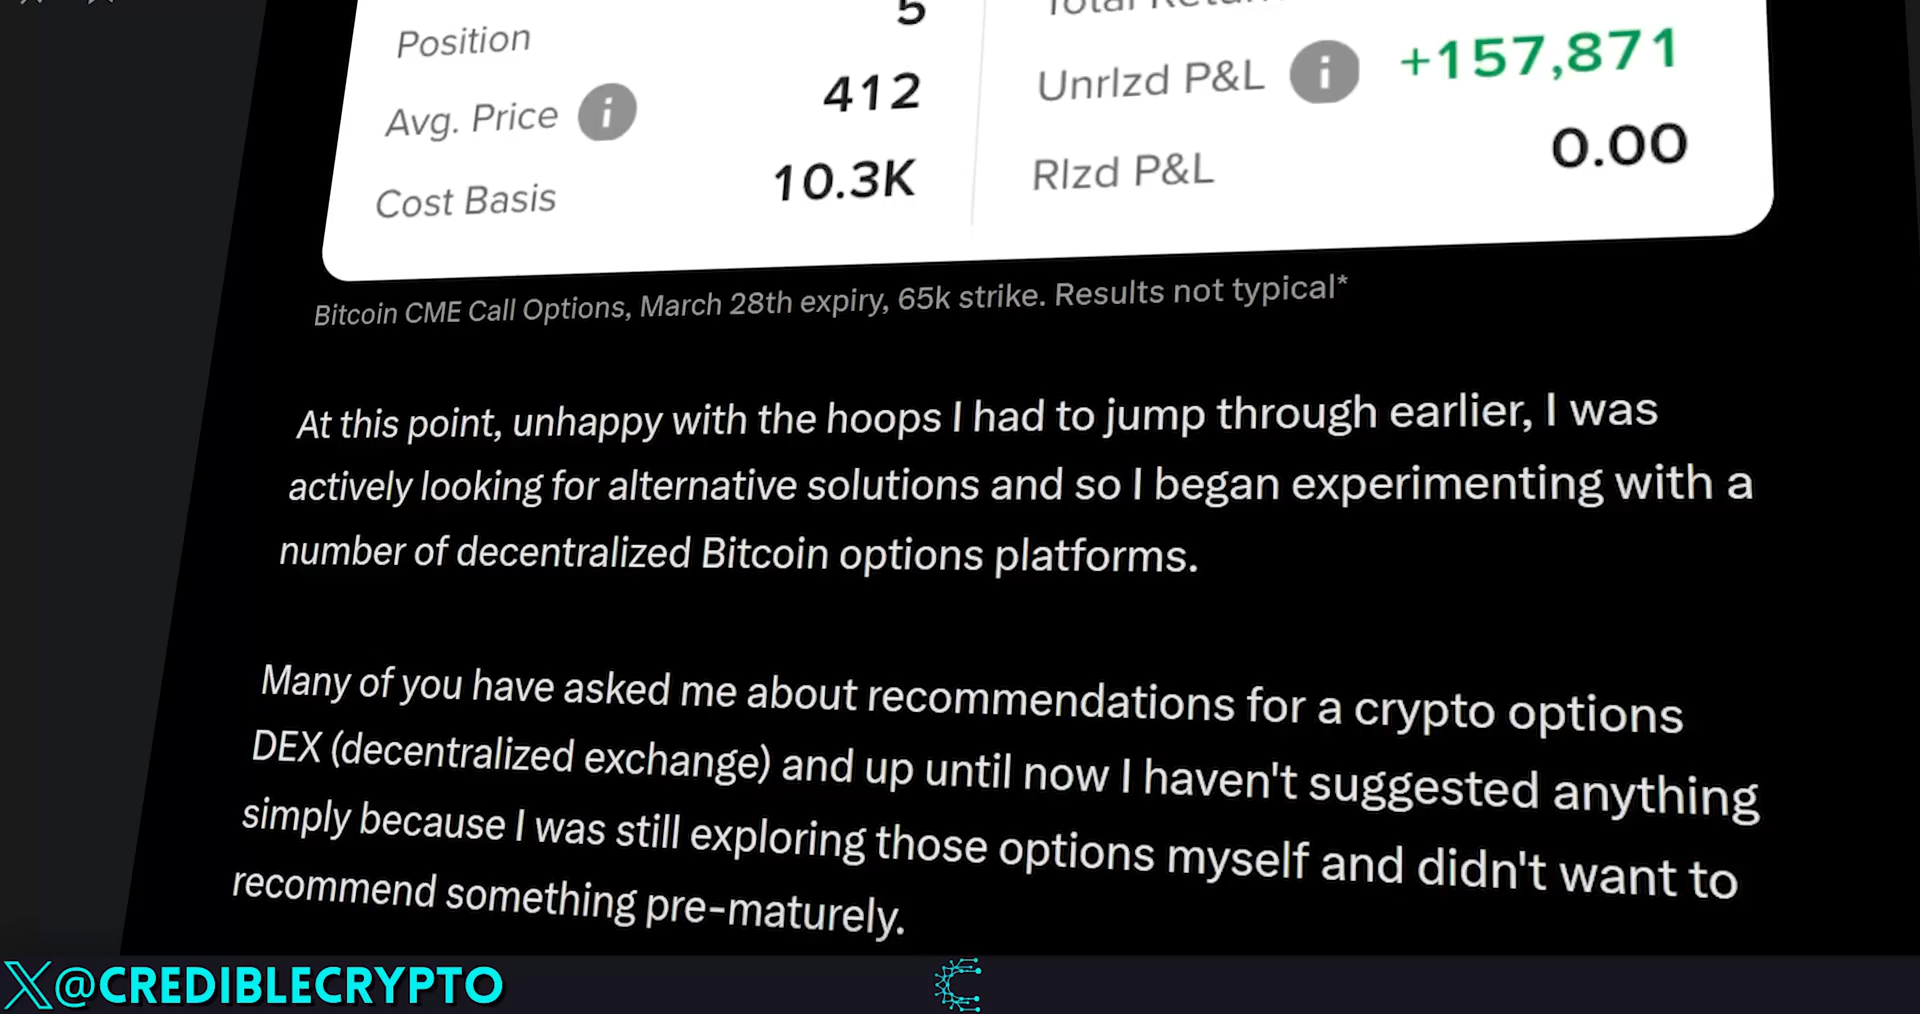 Position 5
Total Return
Avg. Price i 412
Unrlzd P&L i +157,871
Cost Basis 10.3K
Rlzd P&L 0.00
Bitcoin CME Call Options, March 28th expiry, 65k strike. Results not typical*
At this point, unhappy with the hoops I had to jump through earlier, I was
actively looking for alternative solutions and so I began experimenting with a
number of decentralized Bitcoin options platforms.
Many of you have asked me about recommendations for a crypto options
DEX (decentralized exchange) and up until now I haven't suggested anything
simply because I was still exploring those options myself and didn't want to
recommend something pre-maturely.
X@CREDIBLECRYPTO